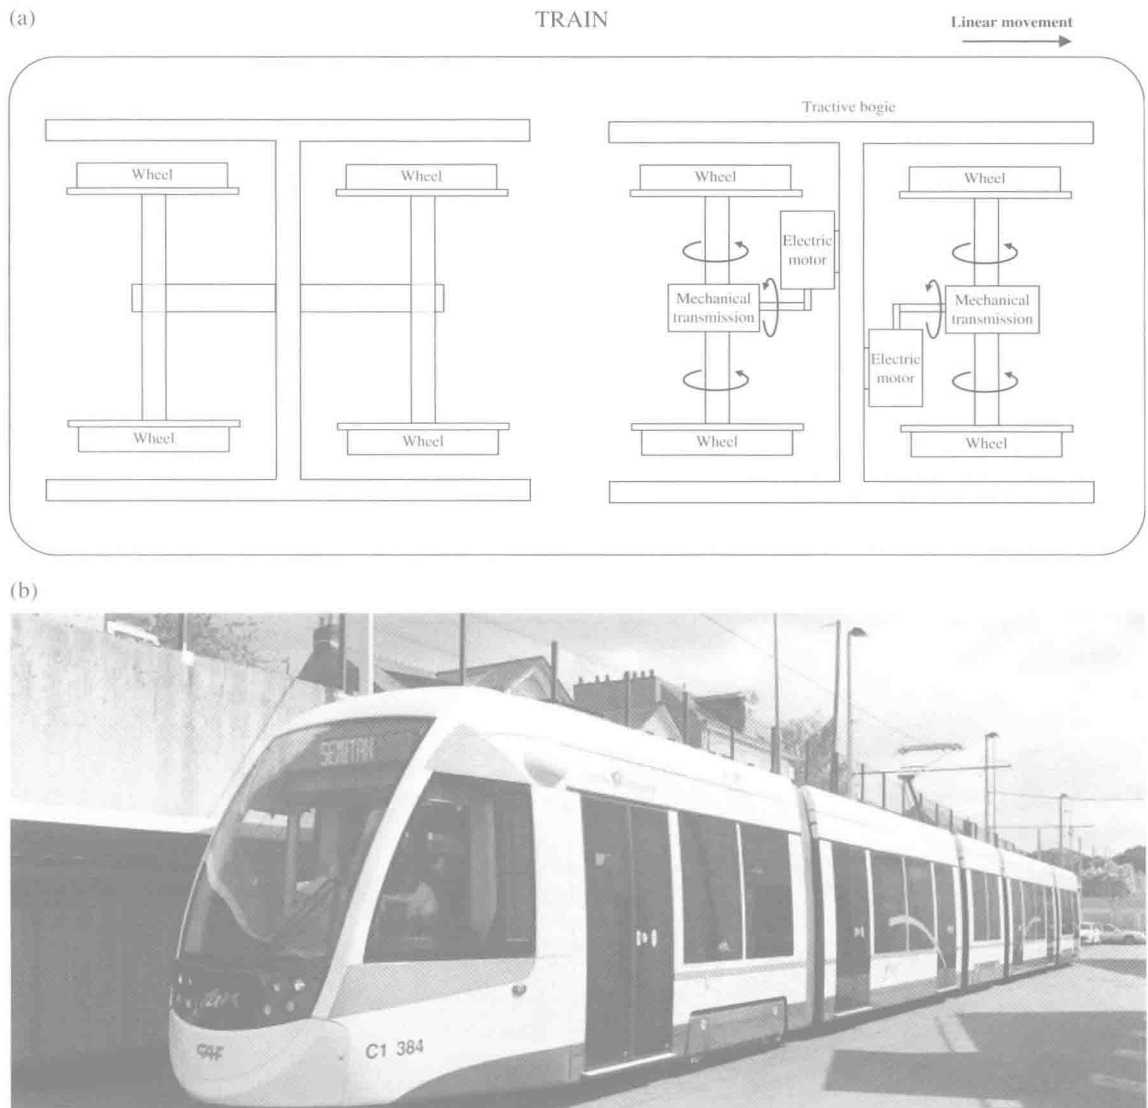 (a)
TRAIN
Linear movement
Tractive bogie
Wheel
Wheel
Wheel
Wheel
Electric
motor
Mechanical
transmission
Mechanical
transmission
Electric
motor
Wheel
Wheel
Wheel
Wheel
(b)
SEMITAN
CAF
C1 384